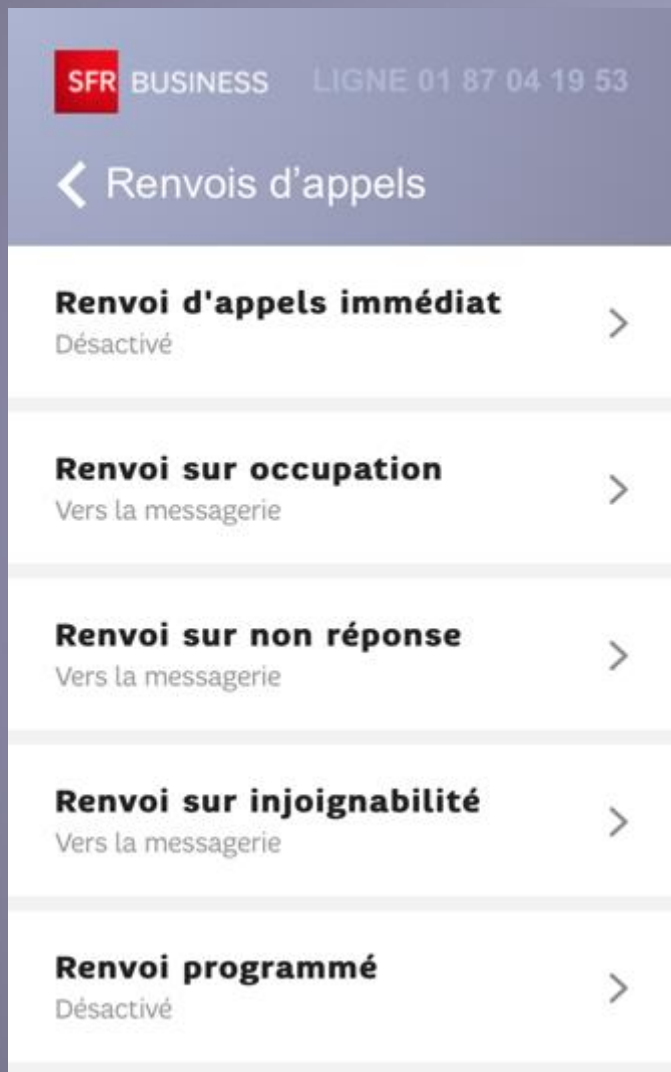 SFR BUSINESS LIGNE 01 87 04 19 53
Renvois d’appels
Renvoi d'appels immédiat
Désactivé
Renvoi sur occupation
Vers la messagerie
Renvoi sur non réponse
Vers la messagerie
Renvoi sur injoignabilité
Vers la messagerie
Renvoi programmé
Désactivé